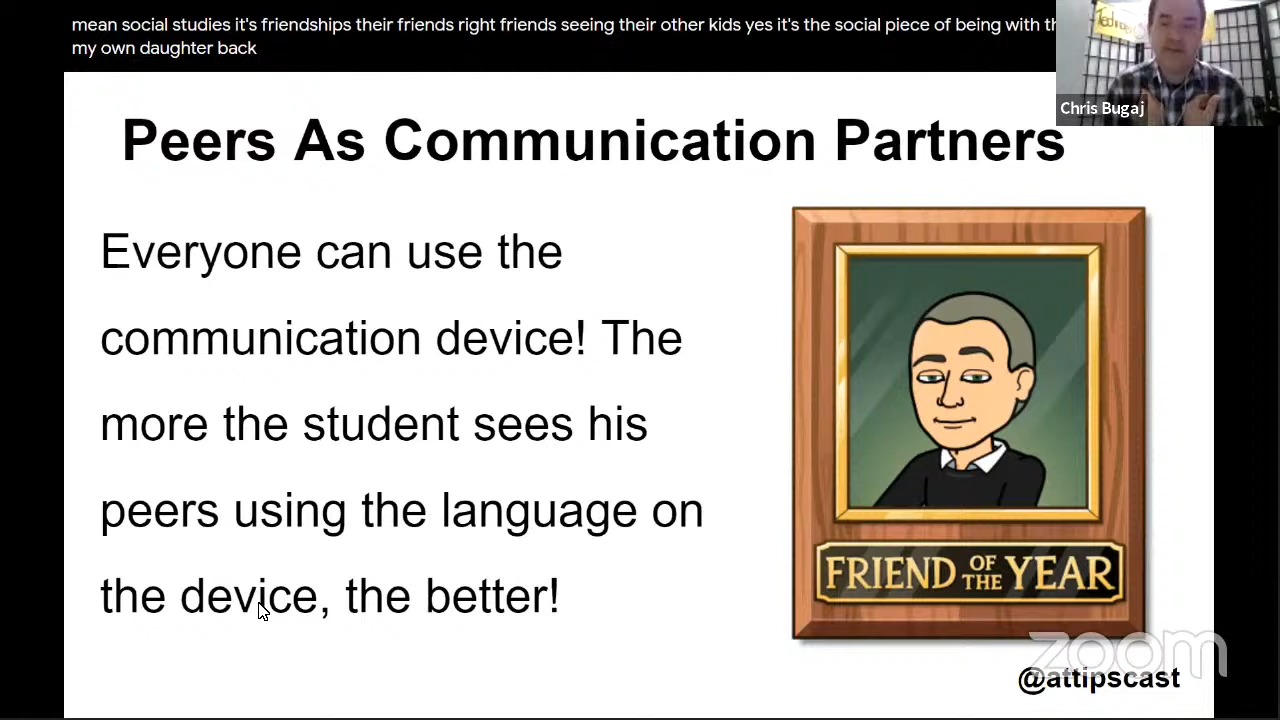 mean social studies it's friendships their friends right friends seeing their other kids yes it's the social piece of being with
my own daughter back
Chris Bugaj
Peers As Communication Partners
Everyone can use the
communication device! The
more the student sees his
peers using the language on
the device, the better!
FRIEND OF THE YEAR
zoom
@attipscast